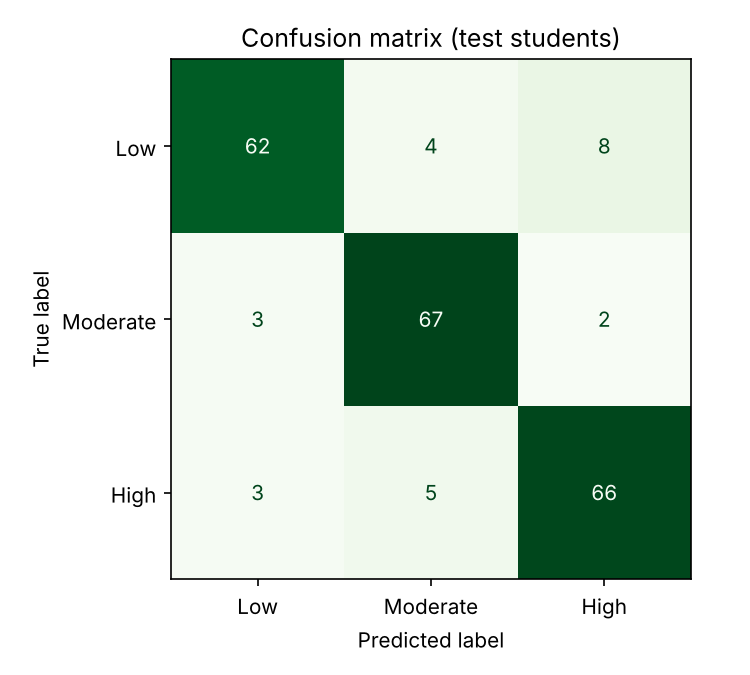 Confusion matrix (test students)
Low
62
4
8
Moderate
3
67
2
High
3
5
66
True label
Low
Moderate
High
Predicted label